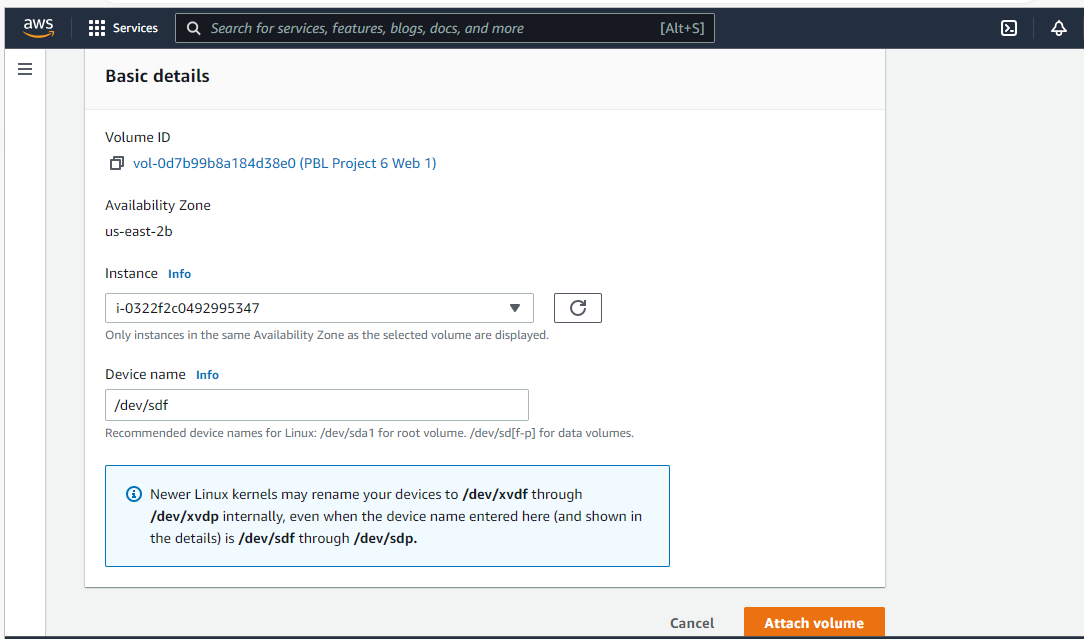 aws
Services
Search for services, features, blogs, docs, and more
[Alt+S]
Basic details
Volume ID
vol-0d7b99b8a184d38e0 (PBL Project 6 Web 1)
Availability Zone
us-east-2b
Instance Info
i-0322f2c0492995347
Only instances in the same Availability Zone as the selected volume are displayed.
Device name Info
/dev/sdf
Recommended device names for Linux: /dev/sda1 for root volume. /dev/sd[f-p] for data volumes.
Newer Linux kernels may rename your devices to /dev/xvdf through
/dev/xvdp internally, even when the device name entered here (and shown in
the details) is /dev/sdf through /dev/sdp.
Cancel
Attach volume